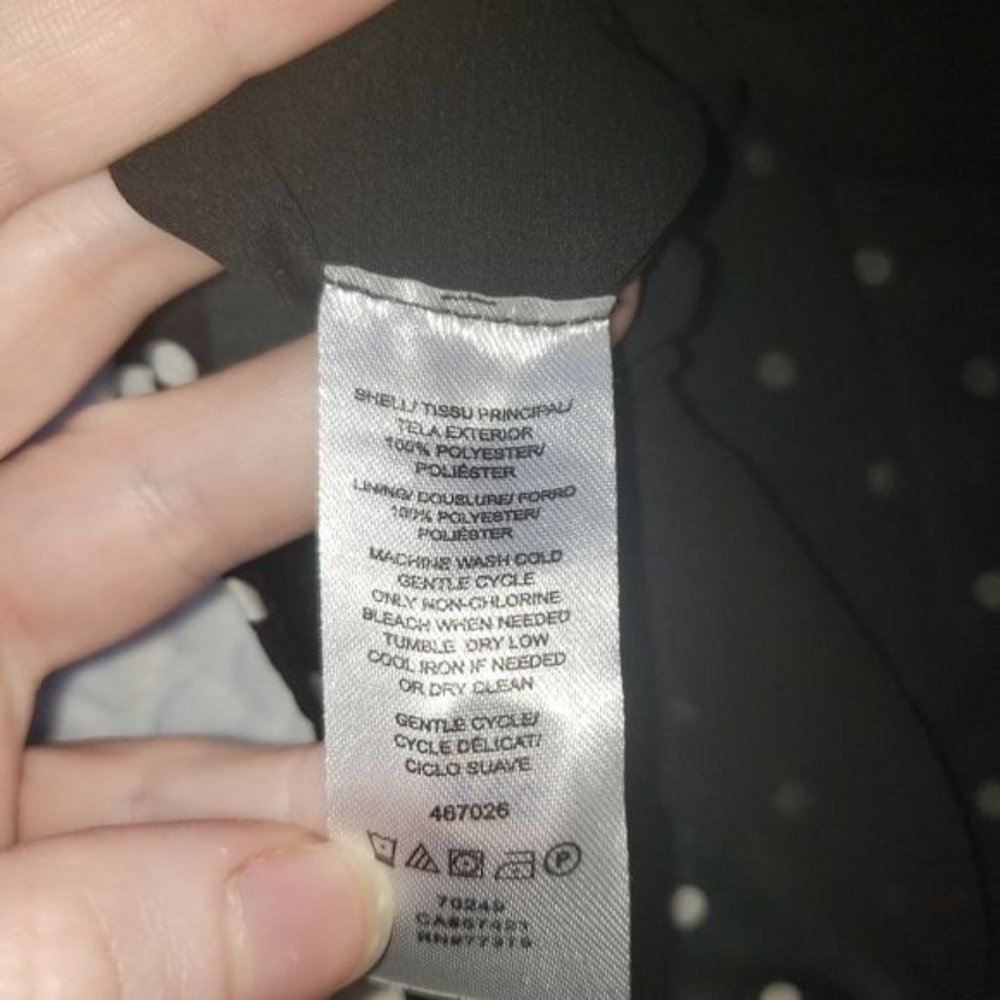 SHELL/ TISSU PRINCIPAL/
TELA EXTERIOR
100% POLYESTER/
POLIÉSTER
LINING/ DOUBLURE/ FORRO
100% POLYESTER/
POLIÉSTER
MACHINE WASH COLD
GENTLE CYCLE
ONLY NON-CHLORINE
BLEACH WHEN NEEDED
TUMBLE DRY LOW
COOL IRON IF NEEDED
OR DRY CLEAN
GENTLE CYCLE/
CYCLE DÉLICAT/
CICLO SUAVE
467026
P
70249